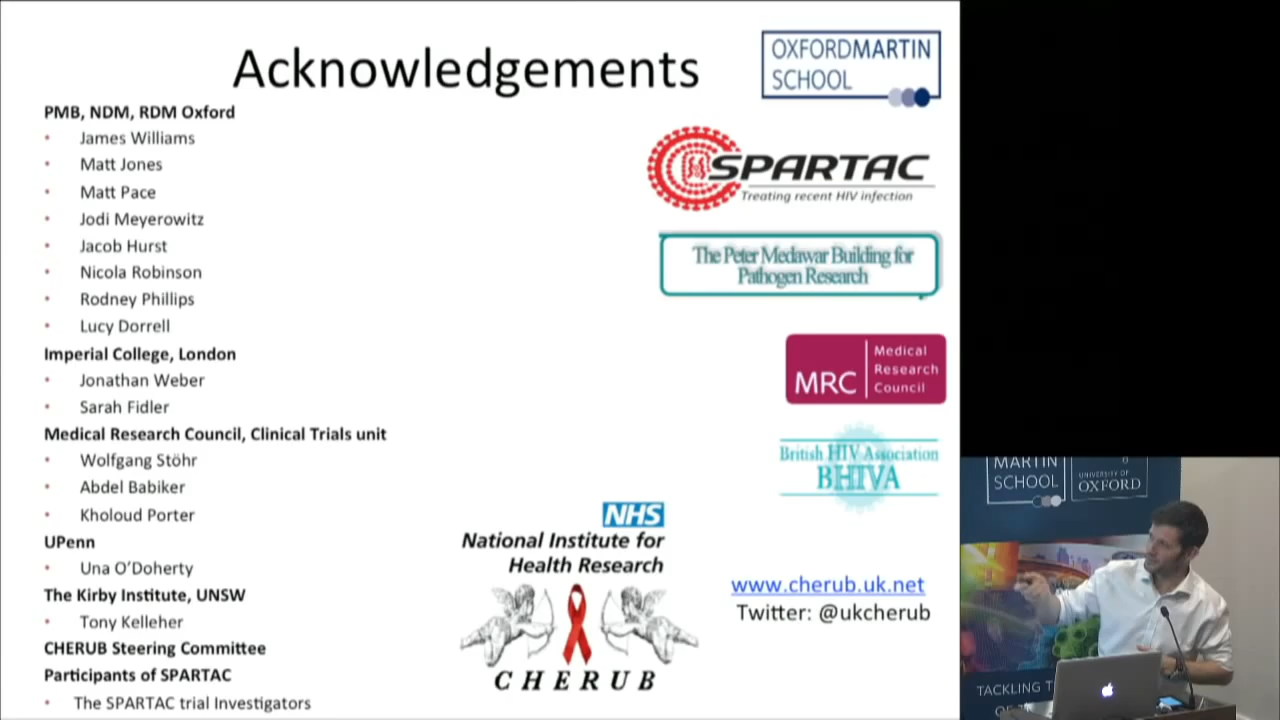 Acknowledgements
PMB, NDM, RDM Oxford
• James Williams
• Matt Jones
• Matt Pace
• Jodi Meyerowitz
• Jacob Hurst
• Nicola Robinson
• Rodney Phillips
• Lucy Dorrell
Imperial College, London
• Jonathan Weber
• Sarah Fidler
Medical Research Council, Clinical Trials unit
• Wolfgang Stöhr
• Abdel Babiker
• Kholoud Porter
UPenn
• Una O'Doherty
The Kirby Institute, UNSW
• Tony Kelleher
CHERUB Steering Committee
Participants of SPARTAC
• The SPARTAC trial Investigators
OXFORDMARTIN
SCHOOL
SPARTAC
Treating recent HIV infection
The Peter Medawar Building for
Pathogen Research
MRC
Medical
Research
Council
British HIV Association
BHIVA
NHS
National Institute for
Health Research
CHERUB
www.cherub.uk.net
Twitter: @ukcherub
MARTIN
SCHOOL
UNIVERSITY OF
OXFORD
TACKLING